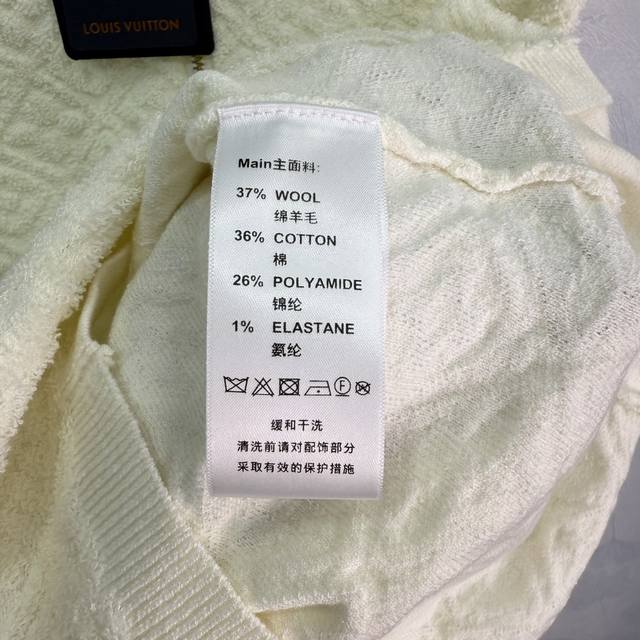 LOUIS VUITTON
Main主面料:
37% WOOL
绵羊毛
36% COTTON
棉
26% POLYAMIDE
锦纶
1% ELASTANE
氨纶
F
缓和干洗
清洗前请对配饰部分
采取有效的保护措施